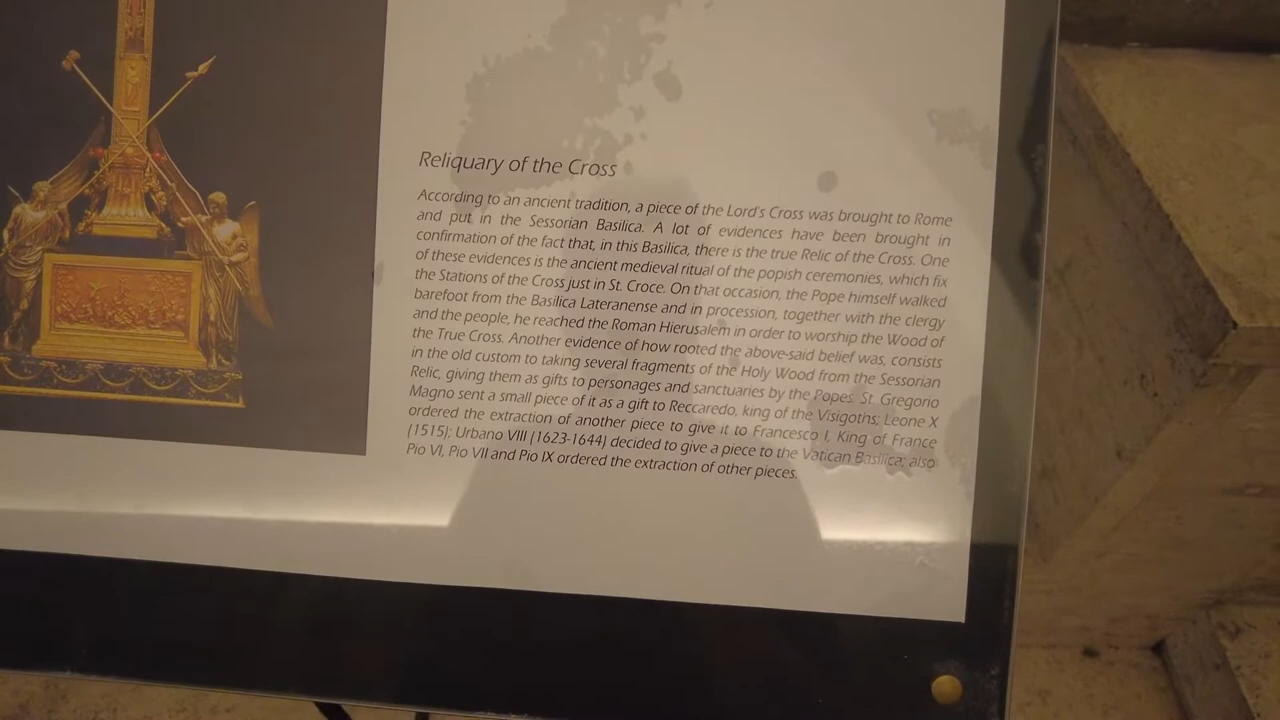 Reliquary of the Cross
According to an ancient tradition, a piece of the Lord's Cross was brought to Rome
and put in the Sessorian Basilica. A lot of evidences have been brought in
confirmation of the fact that, in this Basilica, there is the true Relic of the Cross. One
of these evidences is the ancient medieval ritual of the popish ceremonies, which fix
the Stations of the Cross just in St. Croce. On that occasion, the Pope himself walked
barefoot from the Basilica Lateranense and in procession, together with the clergy
and the people, he reached the Roman Hierusalem in order to worship the Wood of
the True Cross. Another evidence of how rooted the above-said belief was, consists
in the old custom to taking several fragments of the Holy Wood from the Sessorian
Relic, giving them as gifts to personages and sanctuaries by the Popes. St. Gregorio
Magno sent a small piece of it as a gift to Reccaredo, king of the Visigoths; Leone X
ordered the extraction of another piece to give it to Francesco I, King of France
(1515); Urbano VIII (1623-1644) decided to give a piece to the Vatican Basilica; also
Pio VI, Pio VII and Pio IX ordered the extraction of other pieces.